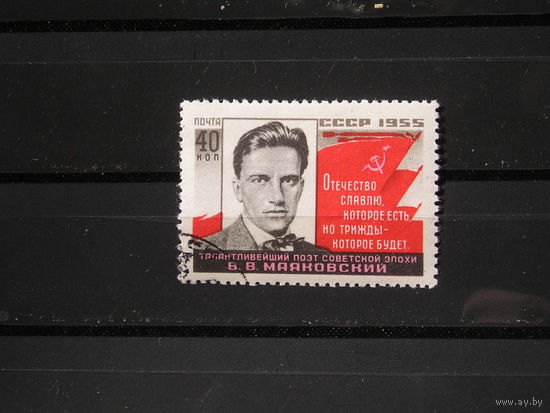 ПОЧТА
40
КОП
СССР 1955
ОТЕЧЕСТВО
СЛАВЛЮ,
КОТОРОЕ ЕСТЬ,
НО ТРИЖДЫ-
КОТОРОЕ БУДЕТ.
ТАЛАНТЛИВЕЙШИЙ ПОЭТ СОВЕТСКОЙ ЭПОХИ
В. В. МАЯКОВСКИЙ
© www.ay.by